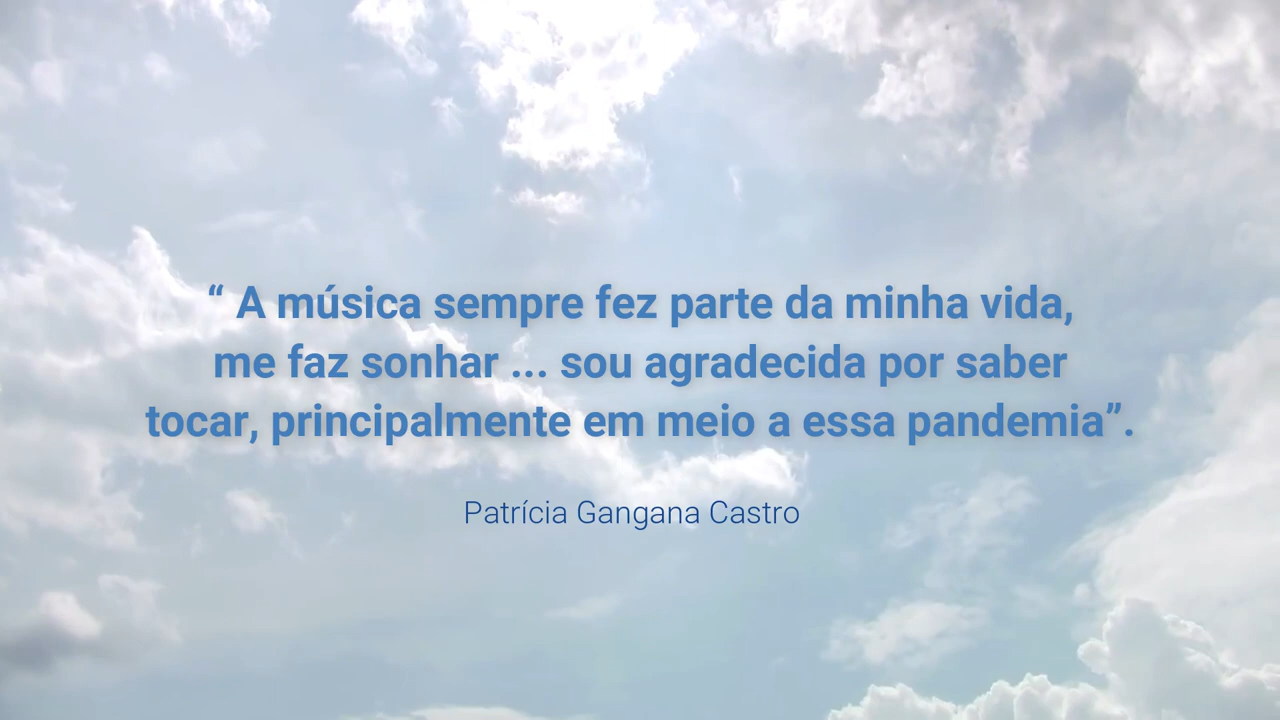 “ A música sempre fez parte da minha vida,
me faz sonhar ... sou agradecida por saber
tocar, principalmente em meio a essa pandemia”.
Patrícia Gangana Castro